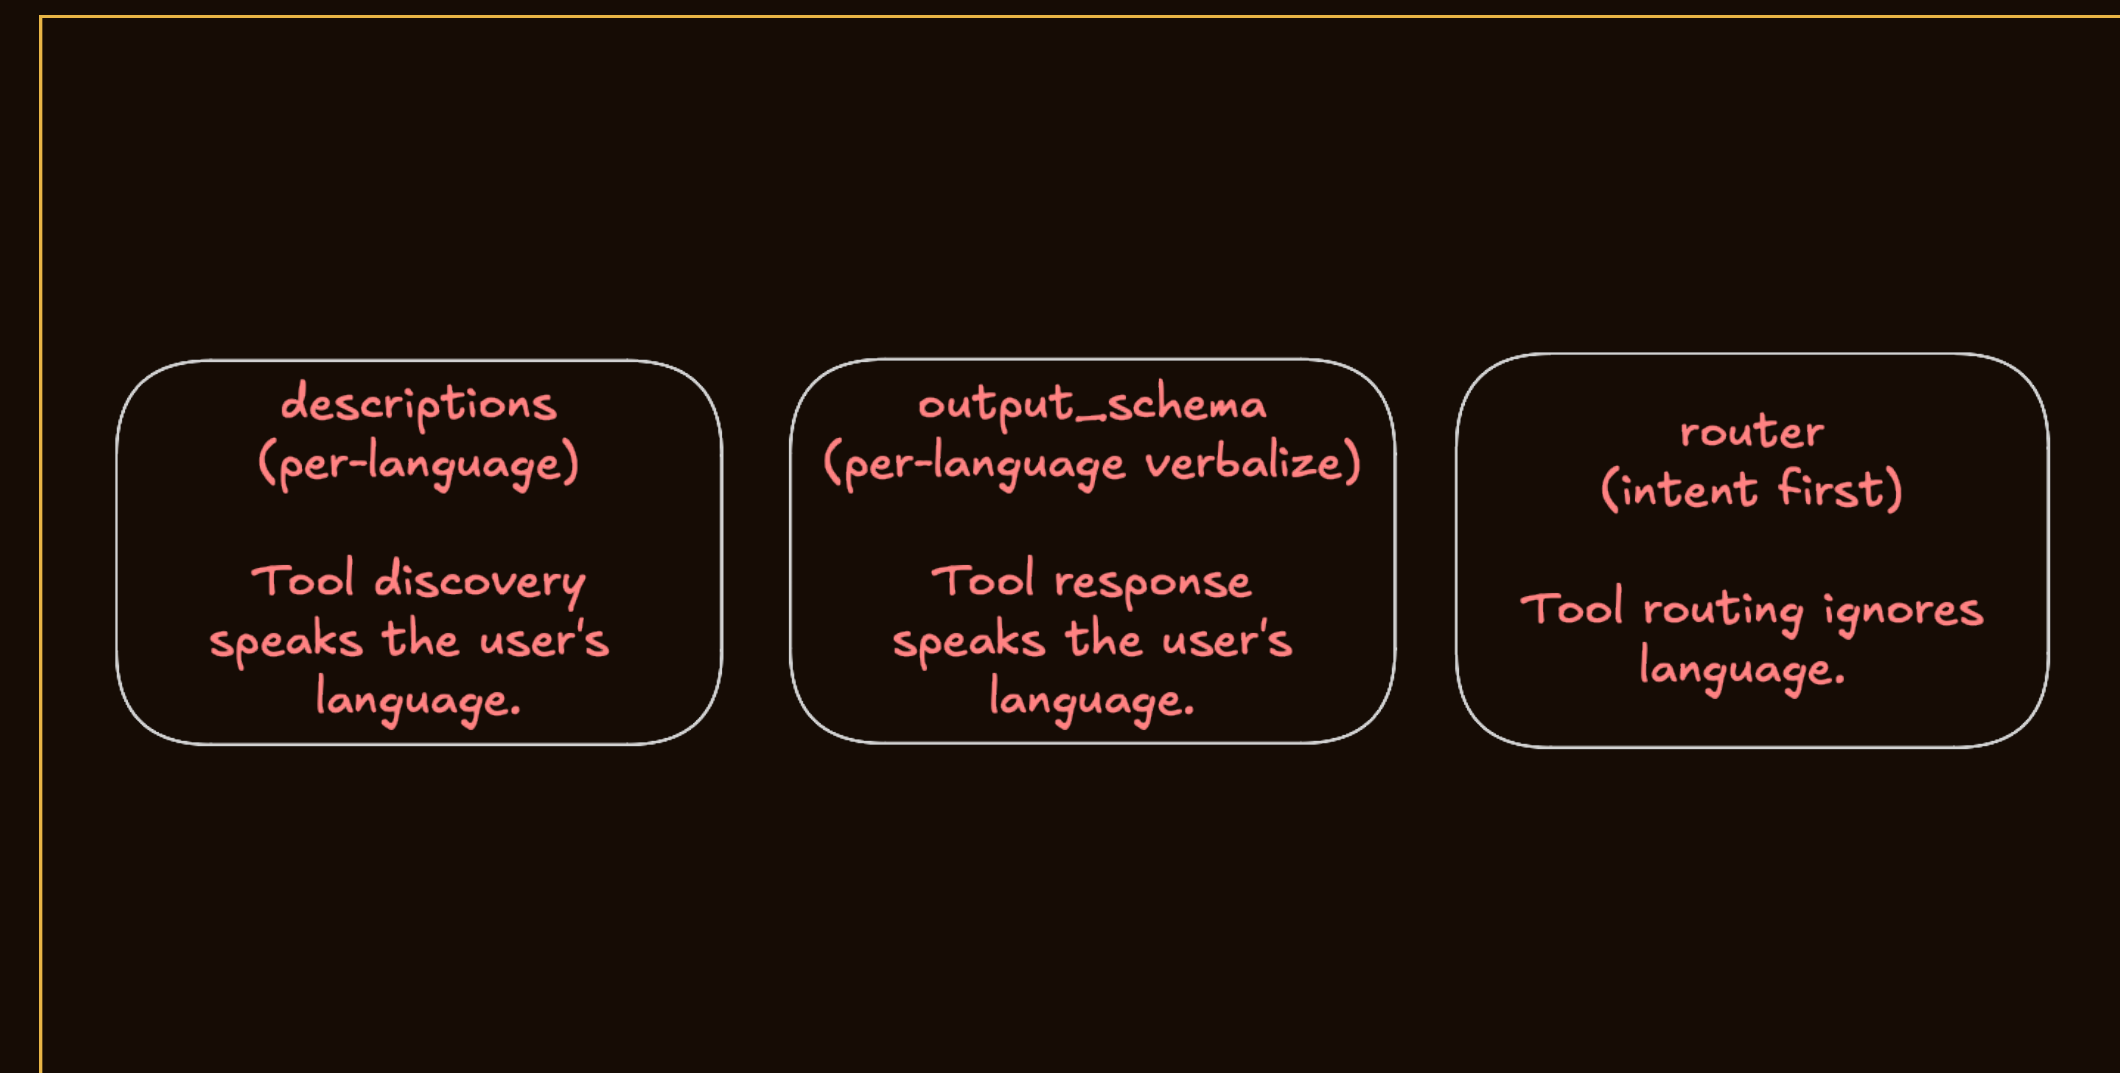 descriptions
(per-language)
Tool discovery
speaks the user's
language.
output_schema
(per-language verbalize)
Tool response
speaks the user's
language.
router
(intent first)
Tool routing ignores
language.